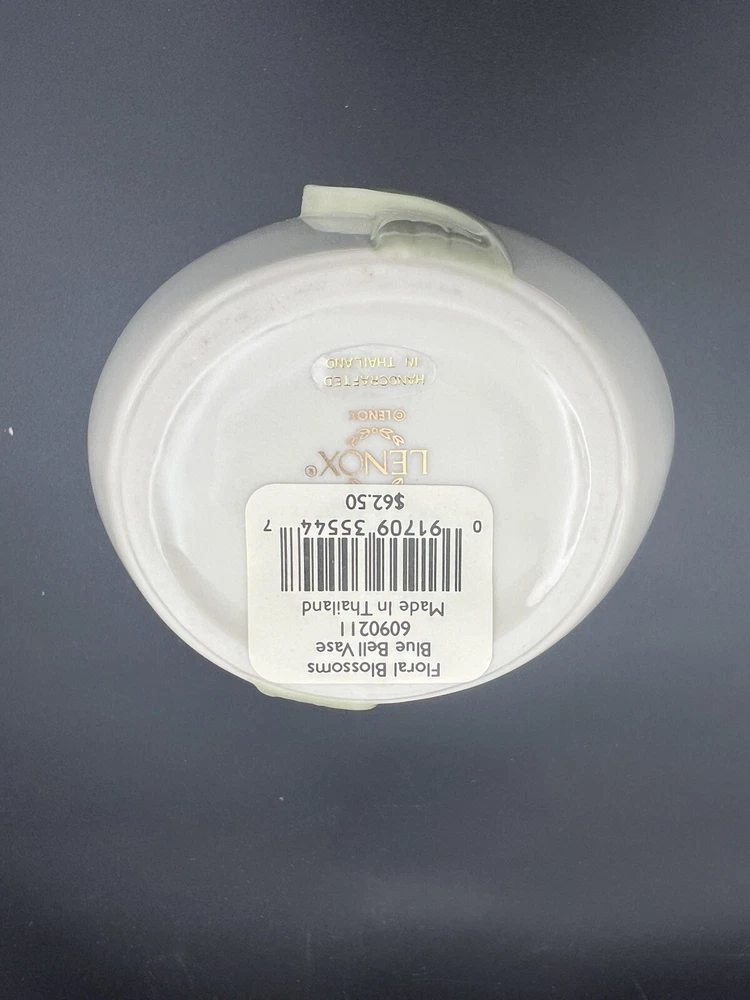 Floral Blossoms
Blue Bell Vase
6090211
Made In Thailand
0 91709 35544 7
$62.50
LENOX®
©LENOX
HANDCRAFTED
IN THAILAND